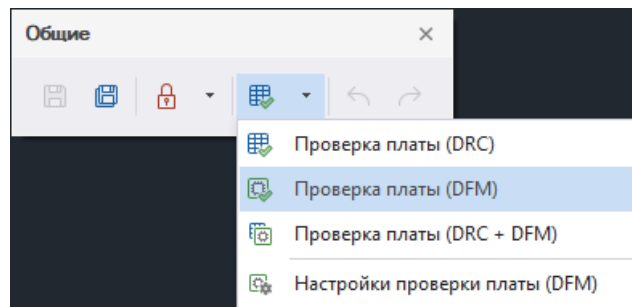 Общие
Проверка платы (DRC)
Проверка платы (DFM)
Проверка платы (DRC + DFM)
Настройки проверки платы (DFM)